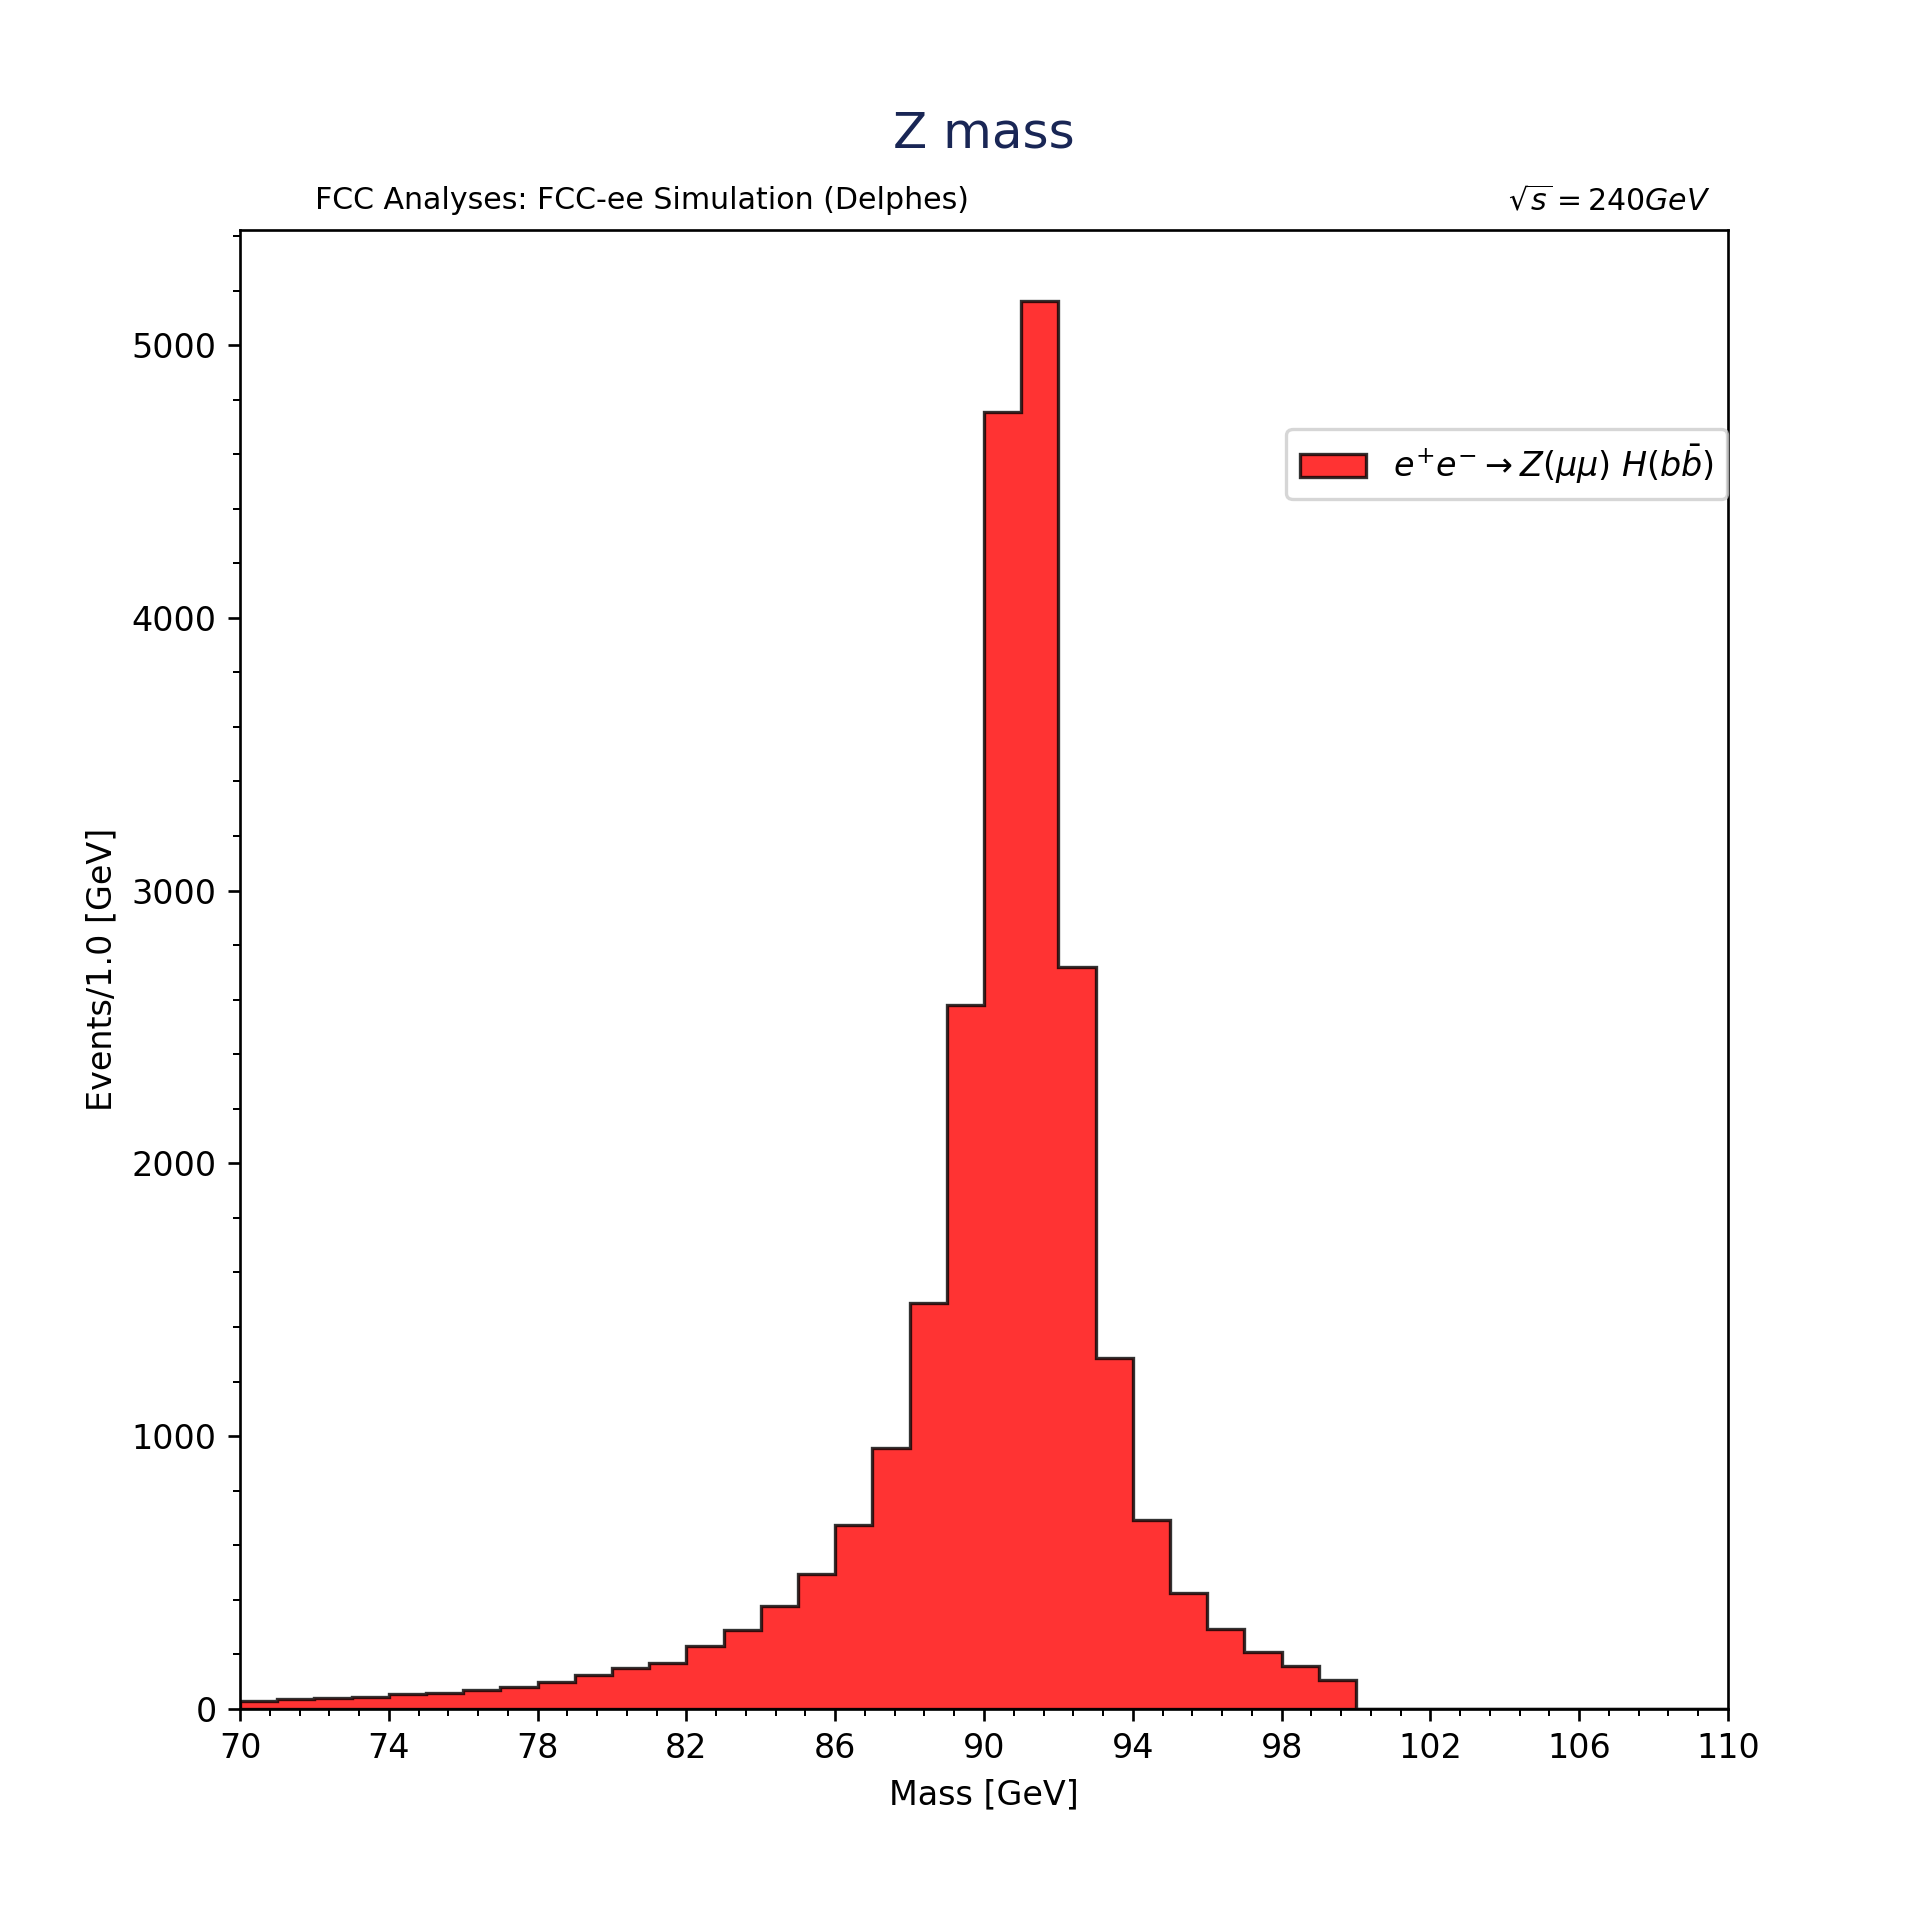 Z mass
FCC Analyses: FCC-ee Simulation (Delphes)
√s = 240GeV
5000
4000
3000
2000
1000
0
Events/1.0 [GeV]
e⁺e⁻ → Z(μμ) H(bb̄)
70 74 78 82 86 90 94 98 102 106 110
Mass [GeV]